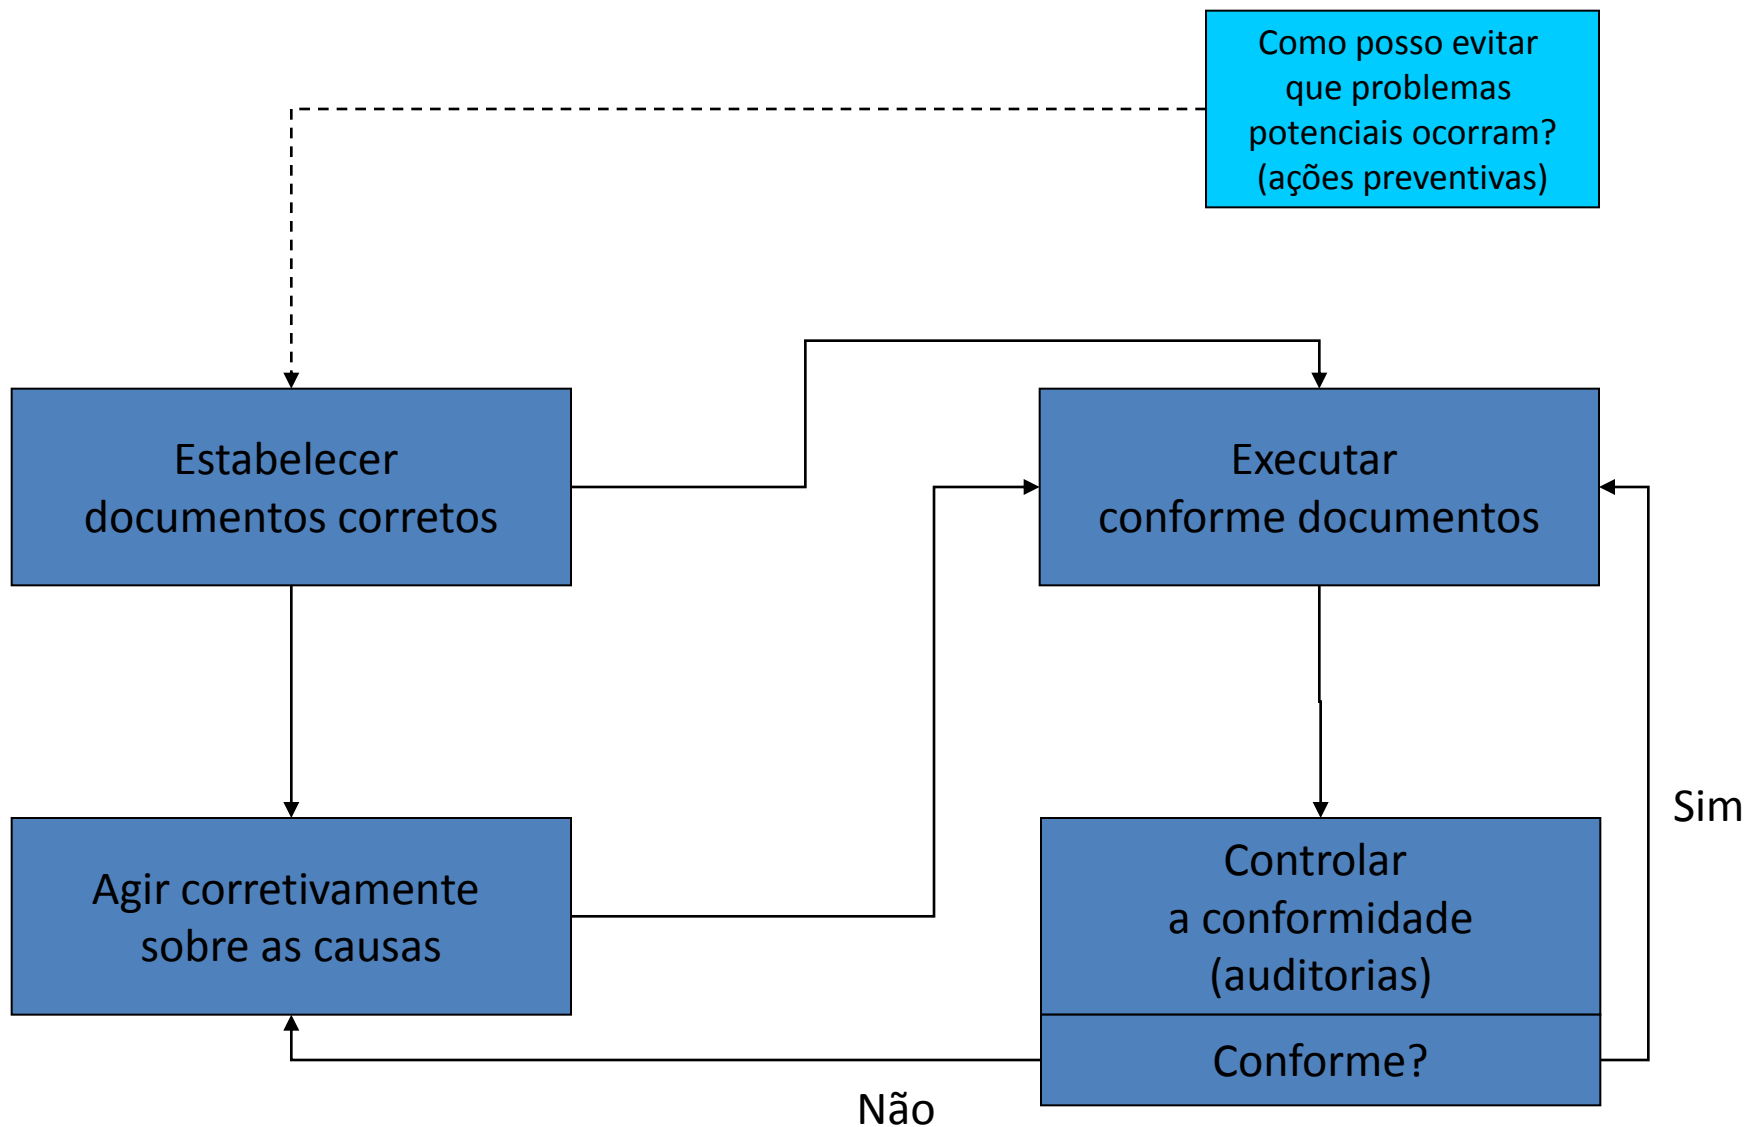 Como posso evitar
que problemas
potenciais ocorram?
(ações preventivas)
Estabelecer
documentos corretos
Executar
conforme documentos
Agir corretivamente
sobre as causas
Controlar
a conformidade
(auditorias)
Conforme?
Sim
Não